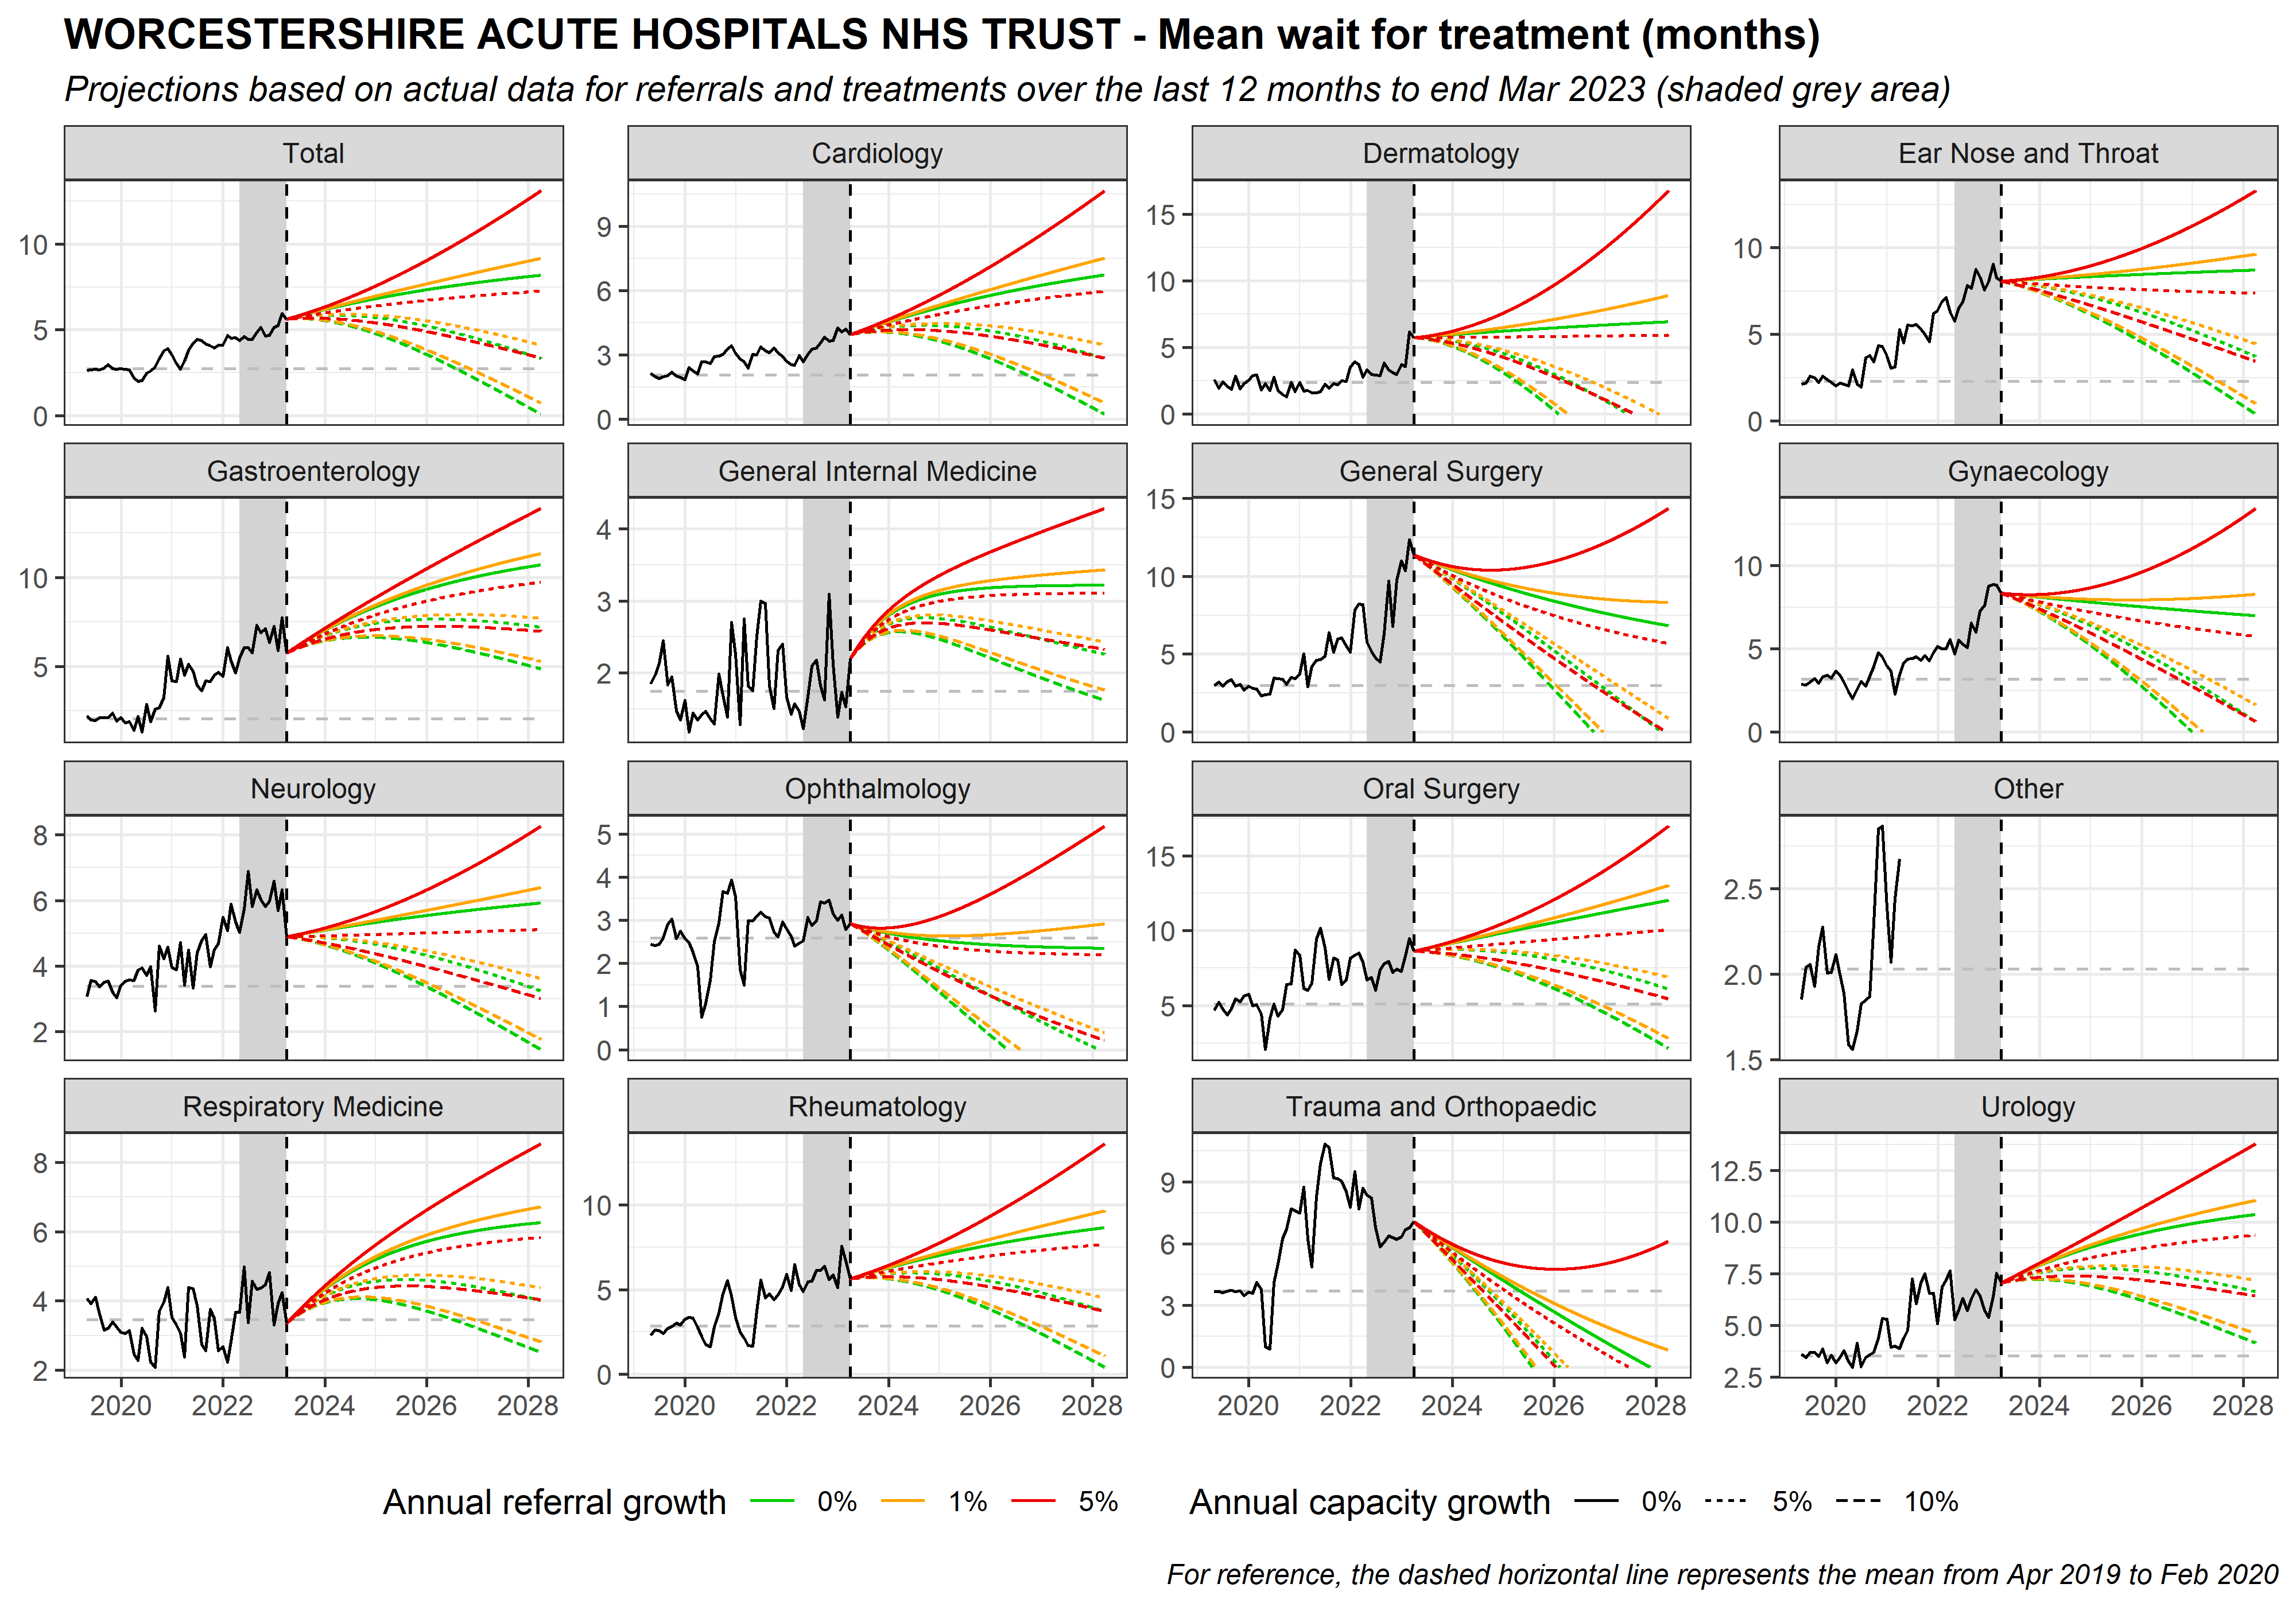 WORCESTERSHIRE ACUTE HOSPITALS NHS TRUST - Mean wait for treatment (months)
Projections based on actual data for referrals and treatments over the last 12 months to end Mar 2023 (shaded grey area)
Total
Cardiology
Dermatology
Ear Nose and Throat
10
5
0
9
6
3
0
15
10
5
0
10
5
0
Gastroenterology
General Internal Medicine
General Surgery
Gynaecology
10
5
4
3
2
15
10
5
0
10
5
0
Neurology
Ophthalmology
Oral Surgery
Other
8
6
4
2
5
4
3
2
1
0
15
10
5
2.5
2.0
1.5
Respiratory Medicine
Rheumatology
Trauma and Orthopaedic
Urology
8
6
4
2
10
5
0
9
6
3
0
12.5
10.0
7.5
5.0
2.5
2020 2022 2024 2026 2028
2020 2022 2024 2026 2028
2020 2022 2024 2026 2028
2020 2022 2024 2026 2028
Annual referral growth 0% 1% 5%
Annual capacity growth 0% 5% 10%
For reference, the dashed horizontal line represents the mean from Apr 2019 to Feb 2020